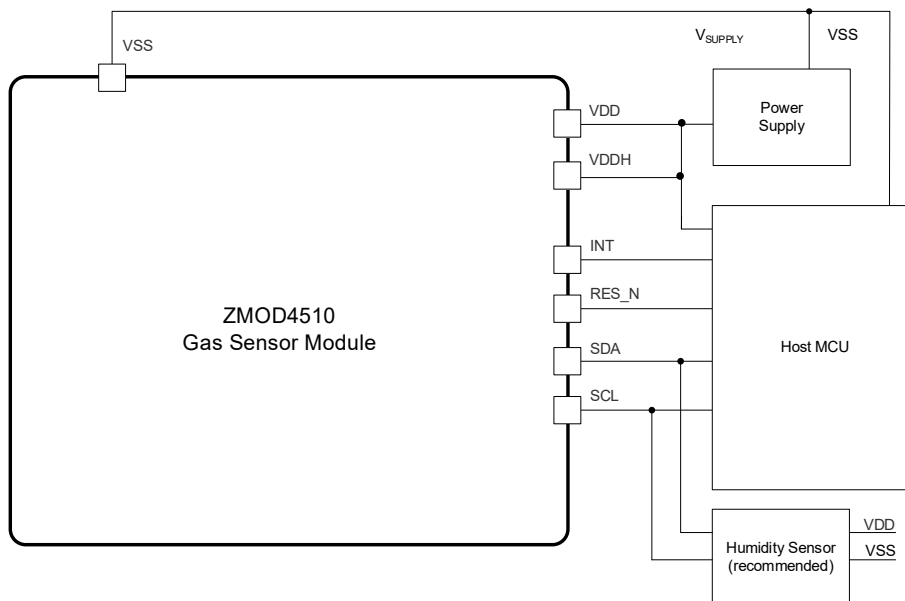 VSS
V_SUPPLY
VSS
VDD
Power
Supply
VDDH
INT
RES_N
ZMOD4510
Gas Sensor Module
Host MCU
SDA
SCL
Humidity Sensor
(recommended)
VDD
VSS